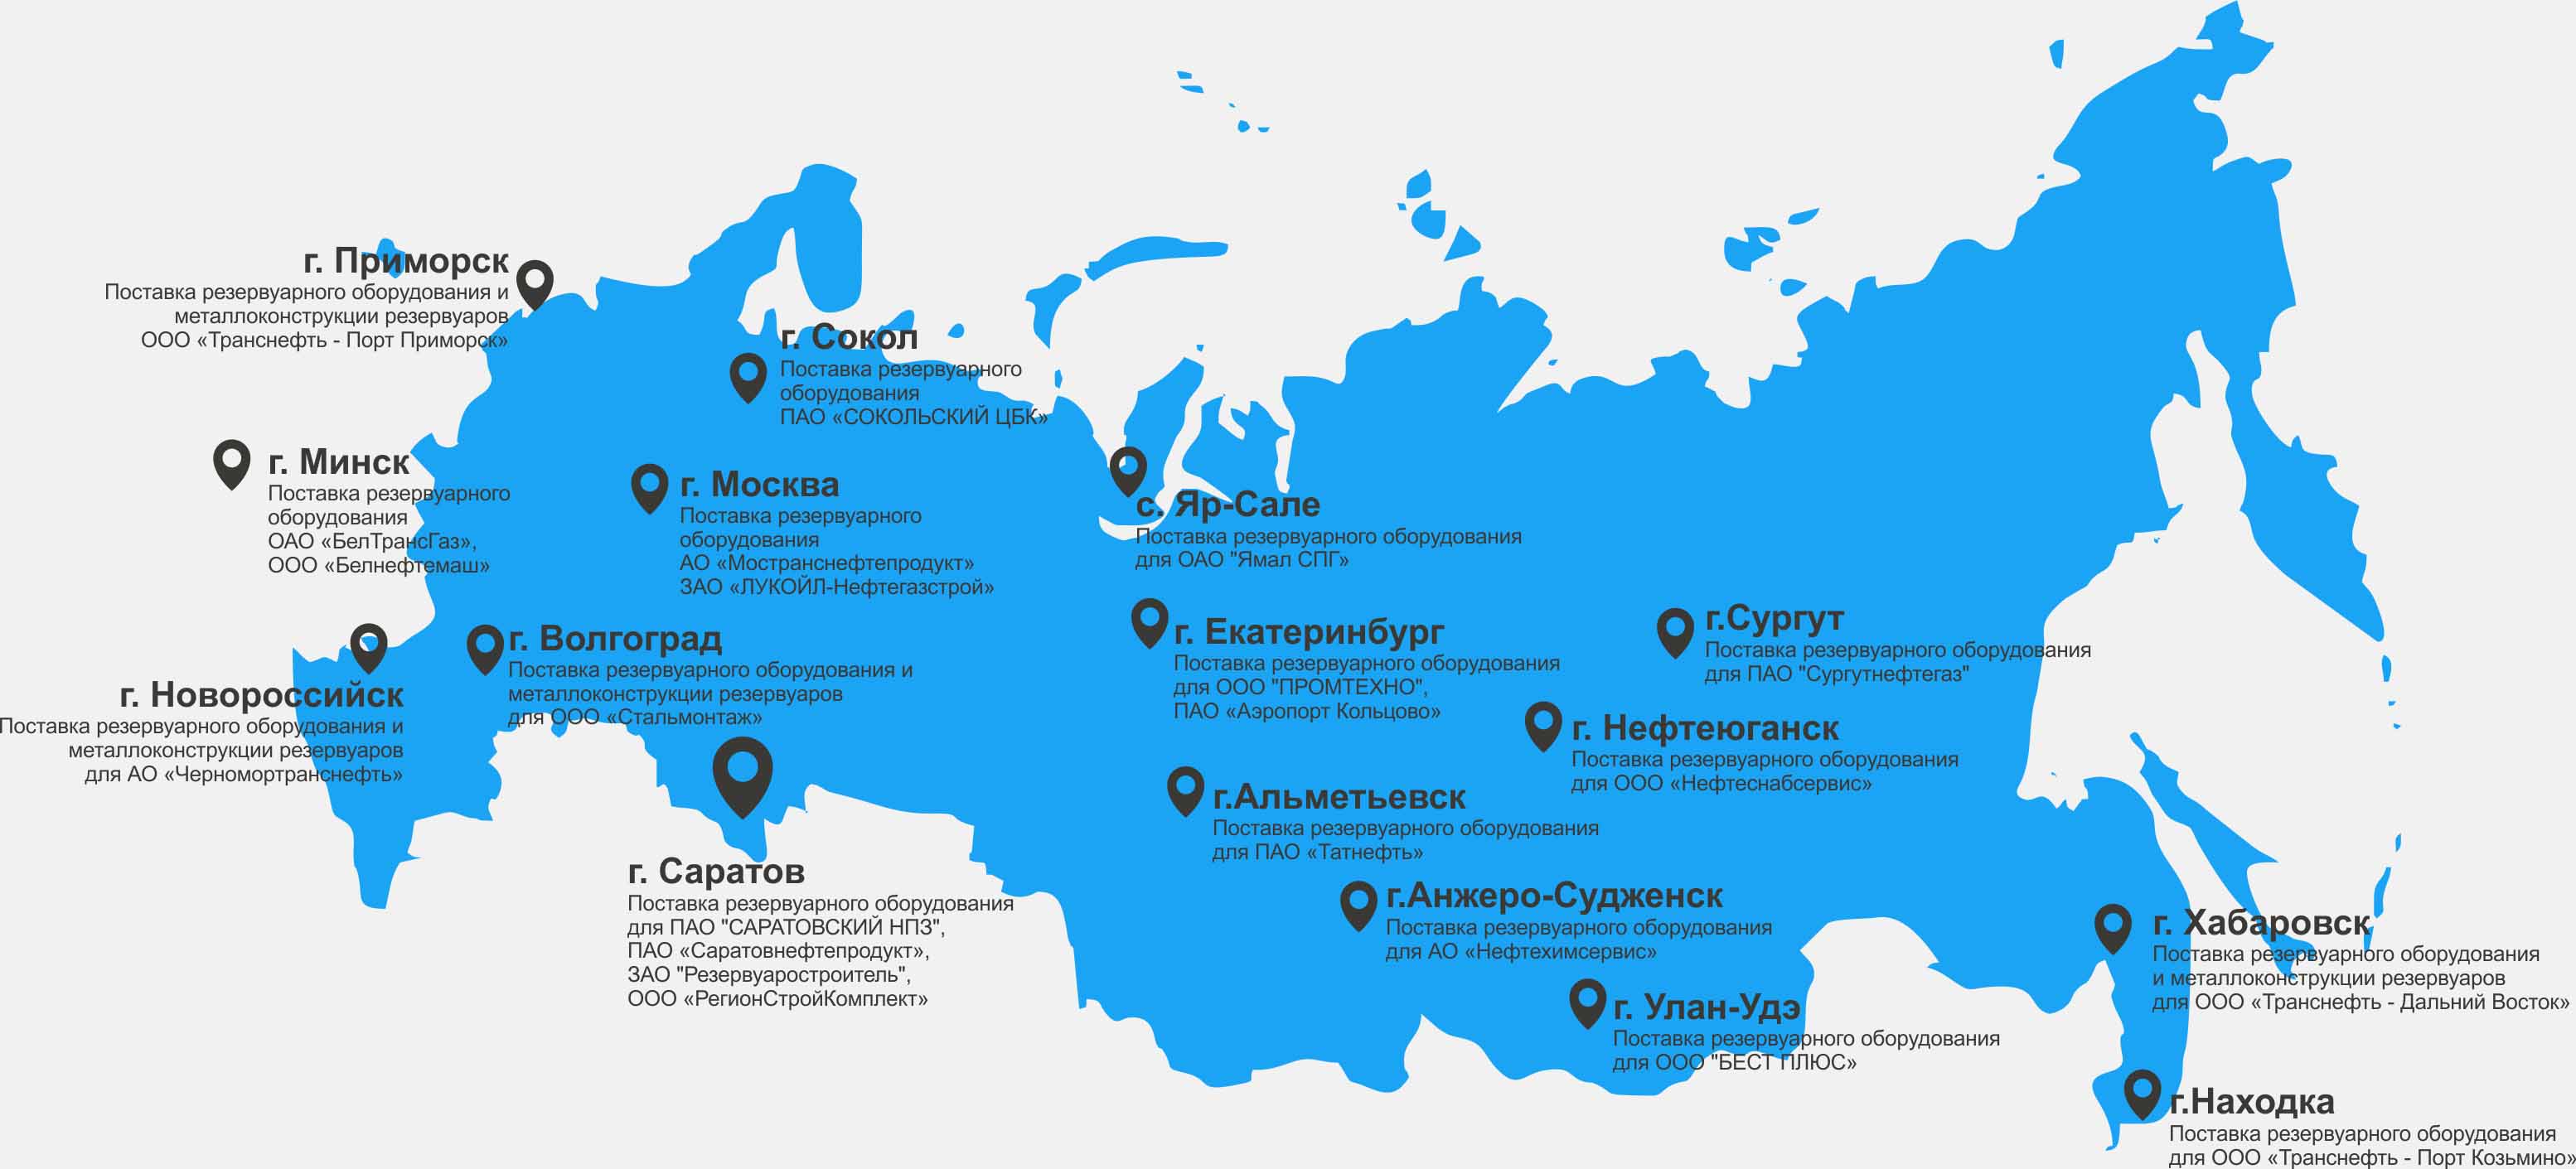 г. Приморск
Поставка резервуарного оборудования и
металлоконструкции резервуаров
ООО «Транснефть - Порт Приморск»
г. Сокол
Поставка резервуарного
оборудования
ПАО «СОКОЛЬСКИЙ ЦБК»
г. Минск
Поставка резервуарного
оборудования
ОАО «БелТрансГаз»,
ООО «Белнефтемаш»
г. Москва
Поставка резервуарного
оборудования
АО «Мостранснефтепродукт»
ЗАО «ЛУКОЙЛ-Нефтегазстрой»
с. Яр-Сале
Поставка резервуарного оборудования
для ОАО "Ямал СПГ»
г. Новороссийск
Поставка резервуарного оборудования и
металлоконструкции резервуаров
для АО «Черномортранснефть»
г. Волгоград
Поставка резервуарного оборудования и
металлоконструкции резервуаров
для ООО «Стальмонтаж»
г. Екатеринбург
Поставка резервуарного оборудования
для ООО "ПРОМТЕХНО",
ПАО «Аэропорт Кольцово»
г.Сургут
Поставка резервуарного оборудования
для ПАО "Сургутнефтегаз"
г. Нефтеюганск
Поставка резервуарного оборудования
для ООО «Нефтеснабсервис»
г.Альметьевск
Поставка резервуарного оборудования
для ПАО «Татнефть»
г. Саратов
Поставка резервуарного оборудования
для ПАО "САРАТОВСКИЙ НПЗ",
ПАО «Саратовнефтепродукт»,
ЗАО "Резервуаростроитель",
ООО «РегионСтройКомплект»
г.Анжеро-Судженск
Поставка резервуарного оборудования
для АО «Нефтехимсервис»
г. Улан-Удэ
Поставка резервуарного оборудования
для ООО "БЕСТ ПЛЮС»
г. Хабаровск
Поставка резервуарного оборудования
и металлоконструкции резервуаров
для ООО «Транснефть - Дальний Восток»
г.Находка
Поставка резервуарного оборудования
для ООО «Транснефть - Порт Козьмино»